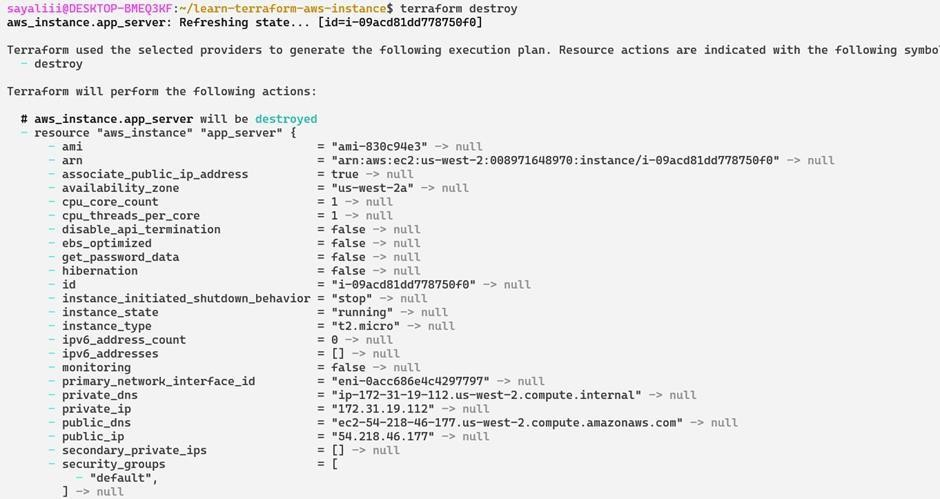 sayaliii@DESKTOP-BMEQ3KF:~/learn-terraform-aws-instance$ terraform destroy
aws_instance.app_server: Refreshing state... [id=i-09acd81dd778750f0]
Terraform used the selected providers to generate the following execution plan. Resource actions are indicated with the following symbo
- destroy
Terraform will perform the following actions:
# aws_instance.app_server will be destroyed
- resource "aws_instance" "app_server" {
- ami = "ami-830c94e3" -> null
- arn = "arn:aws:ec2:us-west-2:008971648970:instance/i-09acd81dd778750f0" -> null
- associate_public_ip_address = true -> null
- availability_zone = "us-west-2a" -> null
- cpu_core_count = 1 -> null
- cpu_threads_per_core = 1 -> null
- disable_api_termination = false -> null
- ebs_optimized = false -> null
- get_password_data = false -> null
- hibernation = false -> null
- id = "i-09acd81dd778750f0" -> null
- instance_initiated_shutdown_behavior = "stop" -> null
- instance_state = "running" -> null
- instance_type = "t2.micro" -> null
- ipv6_address_count = 0 -> null
- ipv6_addresses = [] -> null
- monitoring = false -> null
- primary_network_interface_id = "eni-0acc686e4c4297797" -> null
- private_dns = "ip-172-31-19-112.us-west-2.compute.internal" -> null
- private_ip = "172.31.19.112" -> null
- public_dns = "ec2-54-218-46-177.us-west-2.compute.amazonaws.com" -> null
- public_ip = "54.218.46.177" -> null
- secondary_private_ips = [] -> null
- security_groups = [
- "default",
] -> null